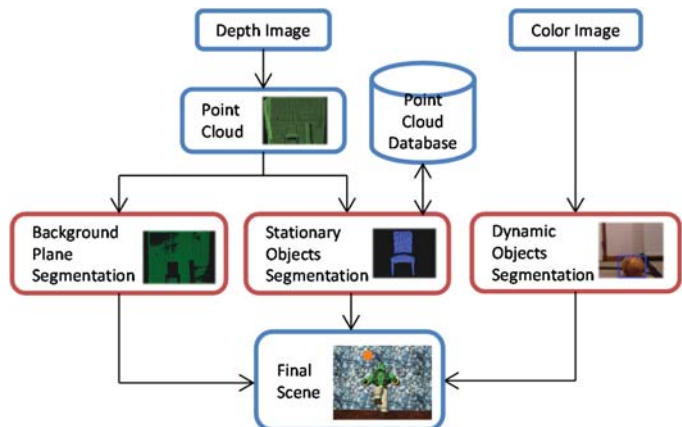 Depth Image
Color Image
Point
Cloud
Point
Cloud
Database
Background
Plane
Segmentation
Stationary
Objects
Segmentation
Dynamic
Objects
Segmentation
Final
Scene